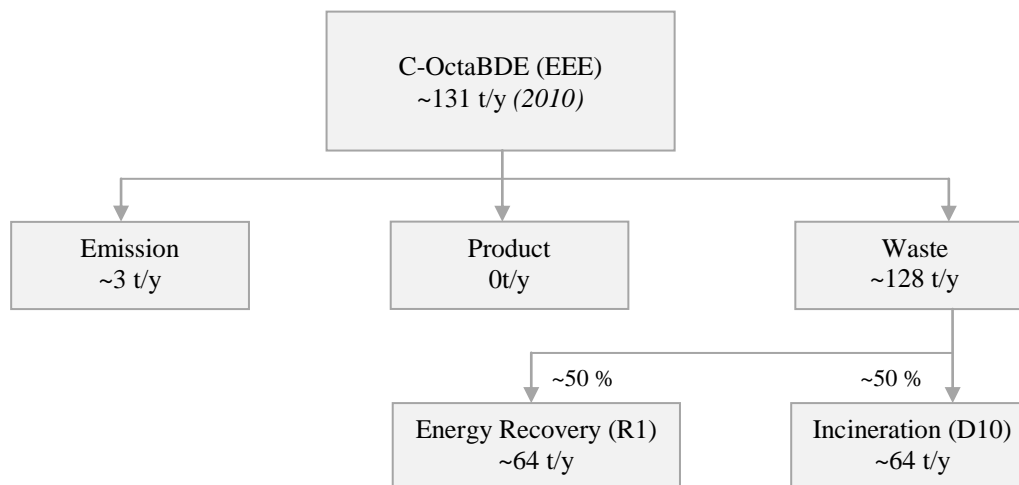 C-OctaBDE (EEE)
~131 t/y (2010)
Emission
~3 t/y
Product
0t/y
Waste
~128 t/y
~50 %
~50 %
Energy Recovery (R1)
~64 t/y
Incineration (D10)
~64 t/y